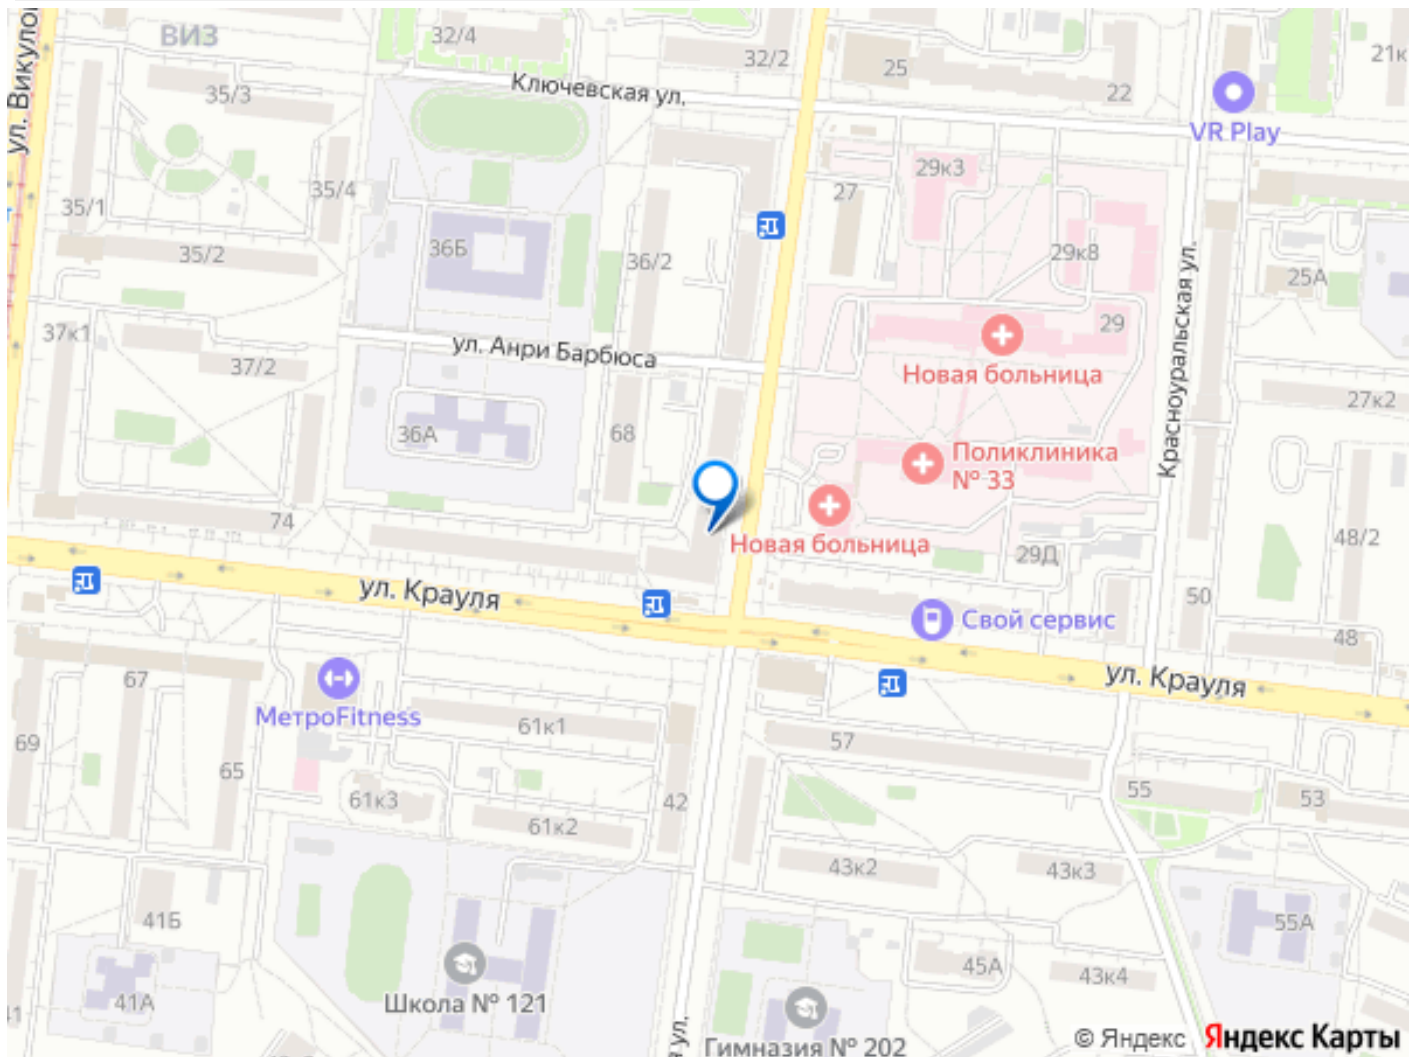 ВИЗ
32/4
32/2
25
21к
35/3
Ключевская ул.
22
ул. Викулов
VR Play
35/4
29к3
27
35/1
36Б
36/2
35/2
29к8
Красноуральская ул.
25А
37к1
29
ул. Анри Барбюса
37/2
Новая больница
27к2
36А
68
Поликлиника
№ 33
74
Новая больница
29Д
48/2
ул. Крауля
50
Свой сервис
48
67
ул. Крауля
МетроFitness
61к1
69
57
65
61к3
42
55
53
61к2
43к2
43к3
41Б
55А
45А
43к4
41А
Школа № 121
Гимназия № 202
ул.
© Яндекс
Яндекс Карты